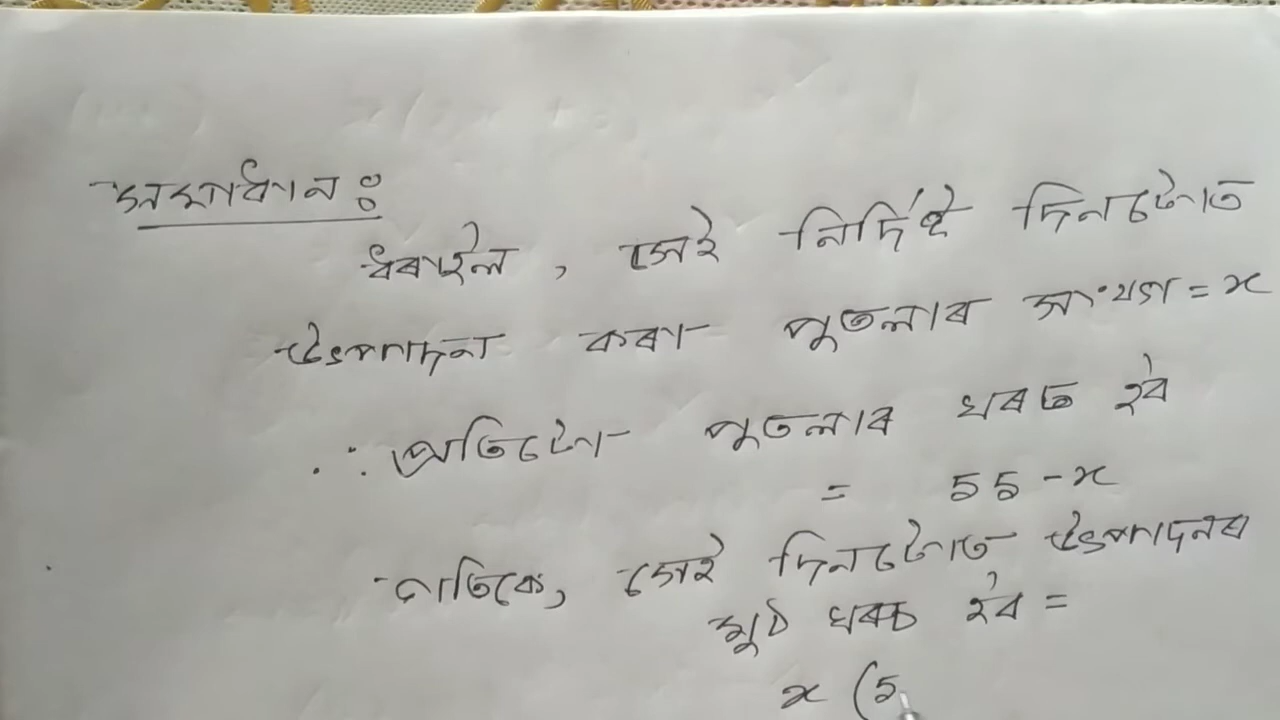 সমাধান ঃ
ধৰাহ'ল, সেই নিৰ্দিষ্ট দিনটোত
উৎপাদন কৰা পুতলাৰ সংখ্যা = x
∴ প্ৰতিটো পুতলাৰ খৰচ হ'ব
= 55 - x
গতিকে, সেই দিনটোত উৎপাদনৰ
মুঠ খৰচ হ'ব =
x (5